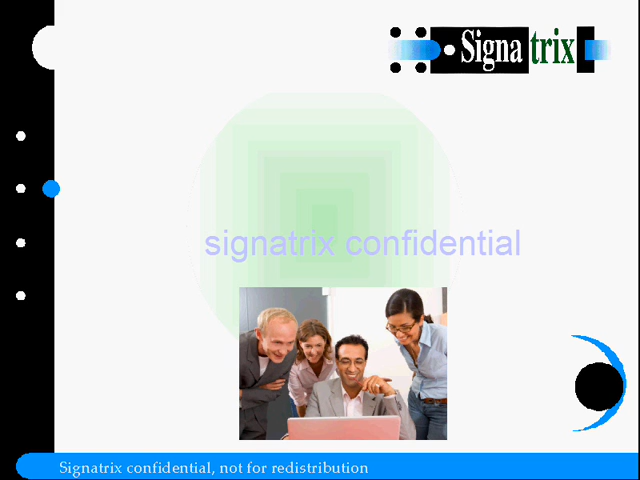 Signatrix
signatrix confidential
Signatrix confidential, not for redistribution